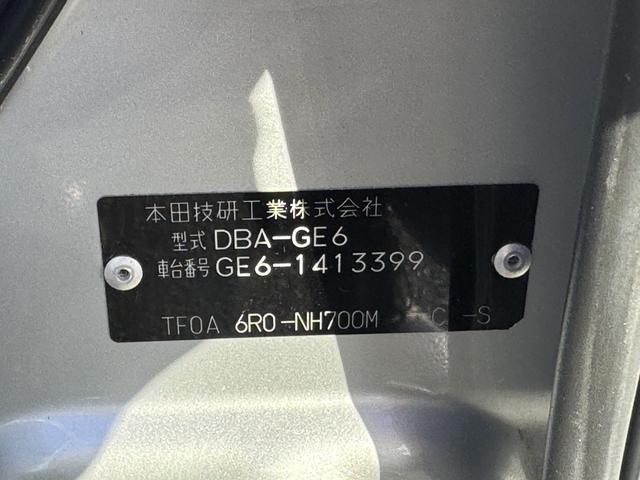 本田技研工業株式会社
型式 DBA-GE6
車台番号 GE6-1413399
TF0A 6R0-NH700M C -S